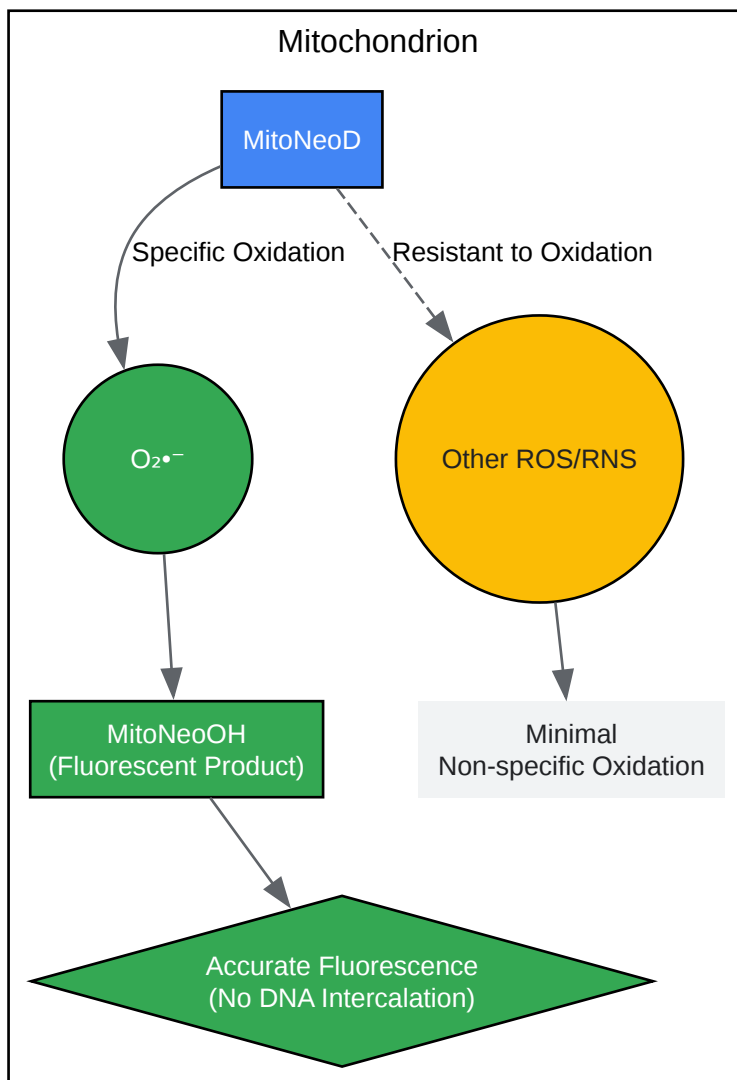 Mitochondrion
MitoNeoD
Specific Oxidation
Resistant to Oxidation
O₂•⁻
Other ROS/RNS
MitoNeoOH
(Fluorescent Product)
Minimal
Non-specific Oxidation
Accurate Fluorescence
(No DNA Intercalation)